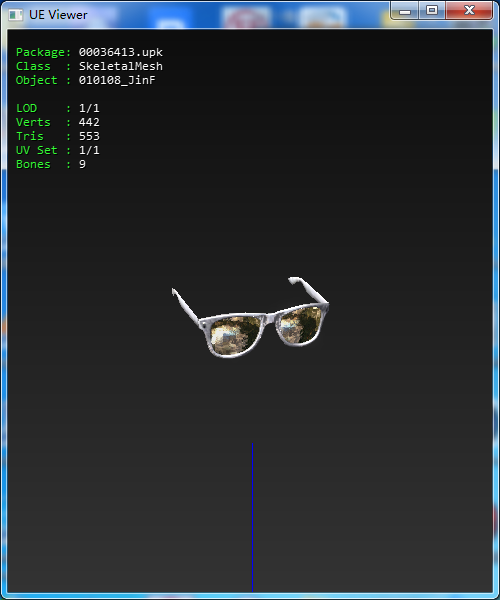 UE Viewer
Package: 00036413.upk
Class : SkeletalMesh
Object : 010108_JinF
LOD : 1/1
Verts : 442
Tris : 553
UV Set : 1/1
Bones : 9